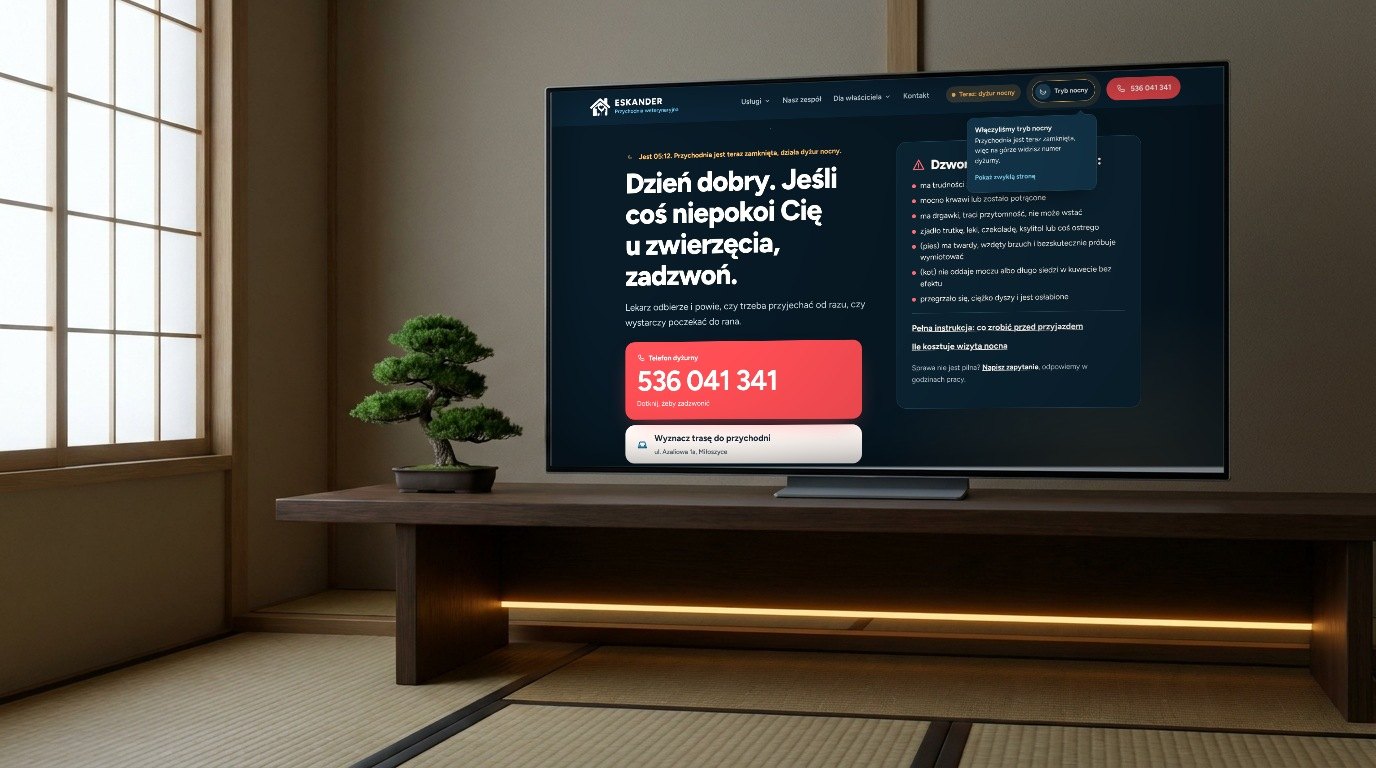 ESKANDER
Przychodnia weterynaryjna
Usługi
Nasz zespół
Dla właściciela
Kontakt
Teraz: dyżur nocny
Tryb nocny
536 041 341
Włączyliśmy tryb nocny
Przychodnia jest teraz zamknięta,
więc na górze widzisz numer
dyżurny.
Pokaż zwykłą stronę
Jest 05:12. Przychodnia jest teraz zamknięta, działa dyżur nocny.
Dzień dobry. Jeśli
coś niepokoi Cię
u zwierzęcia,
zadzwoń.
Lekarz odbierze i powie, czy trzeba przyjechać od razu, czy
wystarczy poczekać do rana.
Telefon dyżurny
536 041 341
Dotknij, żeby zadzwonić
Wyznacz trasę do przychodni
ul. Azaliowa 1a, Miłoszyce
ma trudności
mocno krwawi lub zostało potrącone
ma drgawki, traci przytomność, nie może wstać
zjadło trutkę, leki, czekoladę, ksylitol lub coś ostrego
(pies) ma twardy, wzdęty brzuch i bezskutecznie próbuje
wymiotować
(kot) nie oddaje moczu albo długo siedzi w kuwecie bez
efektu
przegrzało się, ciężko dyszy i jest osłabione
Pełna instrukcja: co zrobić przed przyjazdem
Ile kosztuje wizyta nocna
Sprawa nie jest pilna? Napisz zapytanie, odpowiemy w
godzinach pracy.